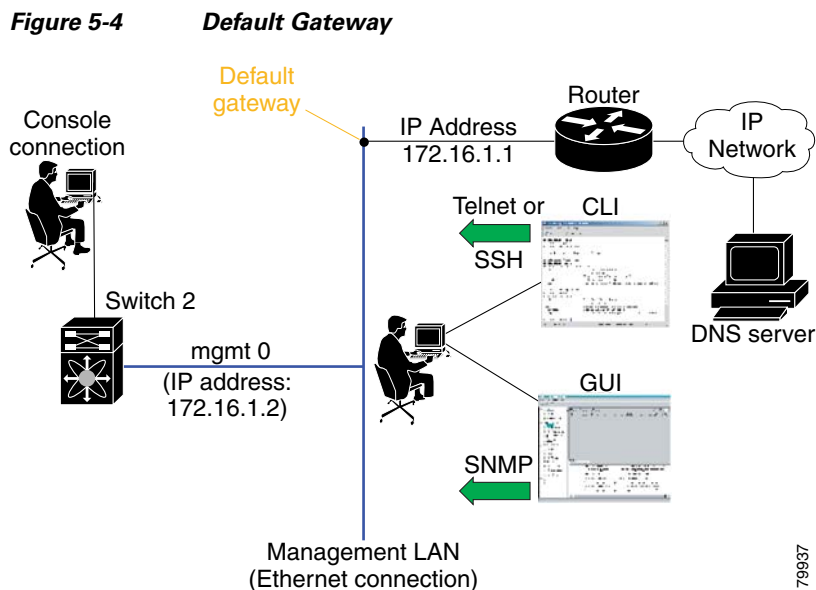 Figure 5-4 Default Gateway
Default
gateway
Router
IP
Network
Console
connection
IP Address
172.16.1.1
Telnet or
SSH
CLI
Switch 2
DNS server
mgmt 0
(IP address:
172.16.1.2)
GUI
SNMP
Management LAN
(Ethernet connection)
79937